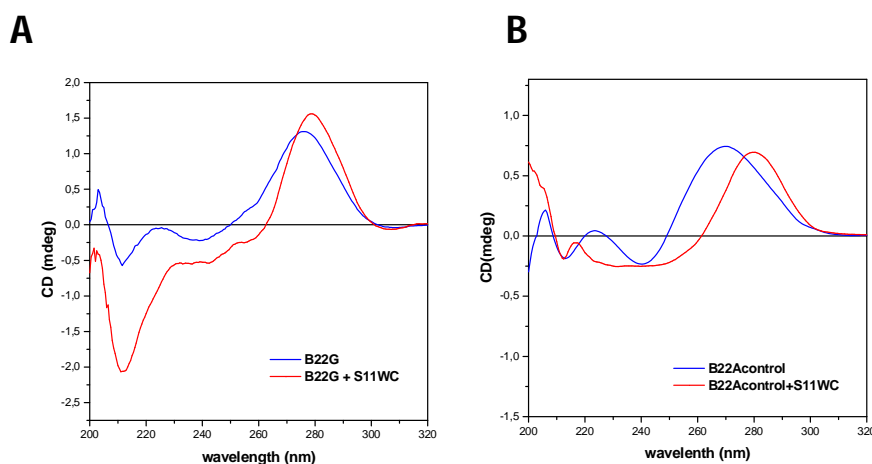 A
2,0
1,5
1,0
0,5
0,0
-0,5
-1,0
-1,5
-2,0
-2,5
CD (mdeg)
B22G
B22G + S11WC
200 220 240 260 280 300 320
wavelength (nm)
B
1,0
0,5
0,0
-0,5
-1,0
-1,5
CD(mdeg)
B22Acontrol
B22Acontrol+S11WC
200 220 240 260 280 300 320
wavelenth (nm)